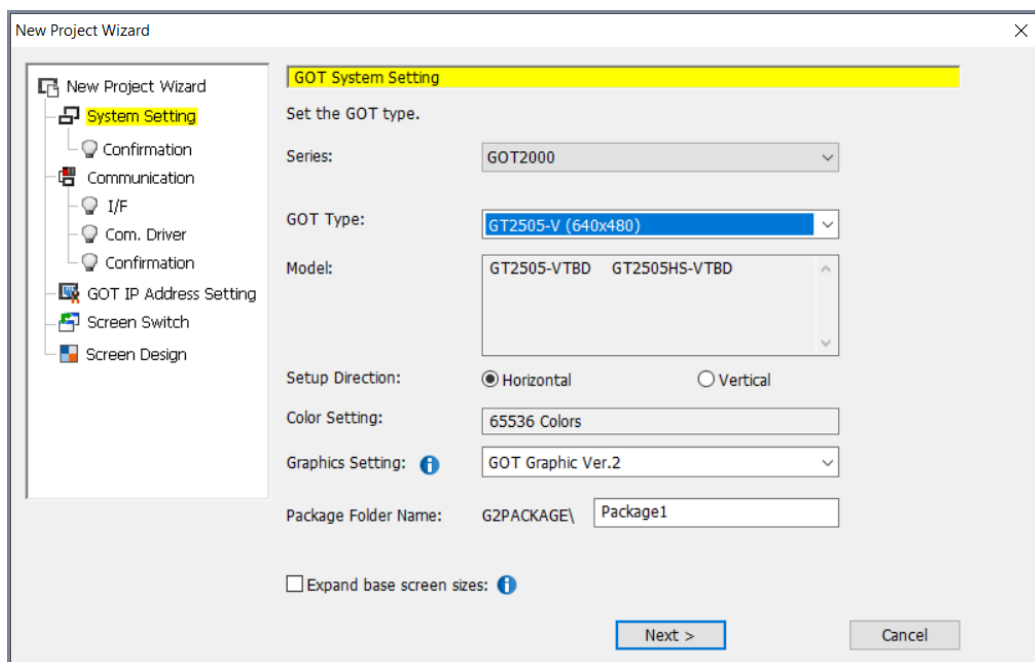 New Project Wizard
New Project Wizard
System Setting
Confirmation
Communication
I/F
Com. Driver
Confirmation
GOT IP Address Setting
Screen Switch
Screen Design
GOT System Setting
Set the GOT type.
Series: GOT2000
GOT Type: GT2505-V (640x480)
Model: GT2505-VTBD GT2505HS-VTBD
Setup Direction: Horizontal Vertical
Color Setting: 65536 Colors
Graphics Setting: GOT Graphic Ver.2
Package Folder Name: G2PACKAGE\ Package1
Expand base screen sizes:
Next > Cancel